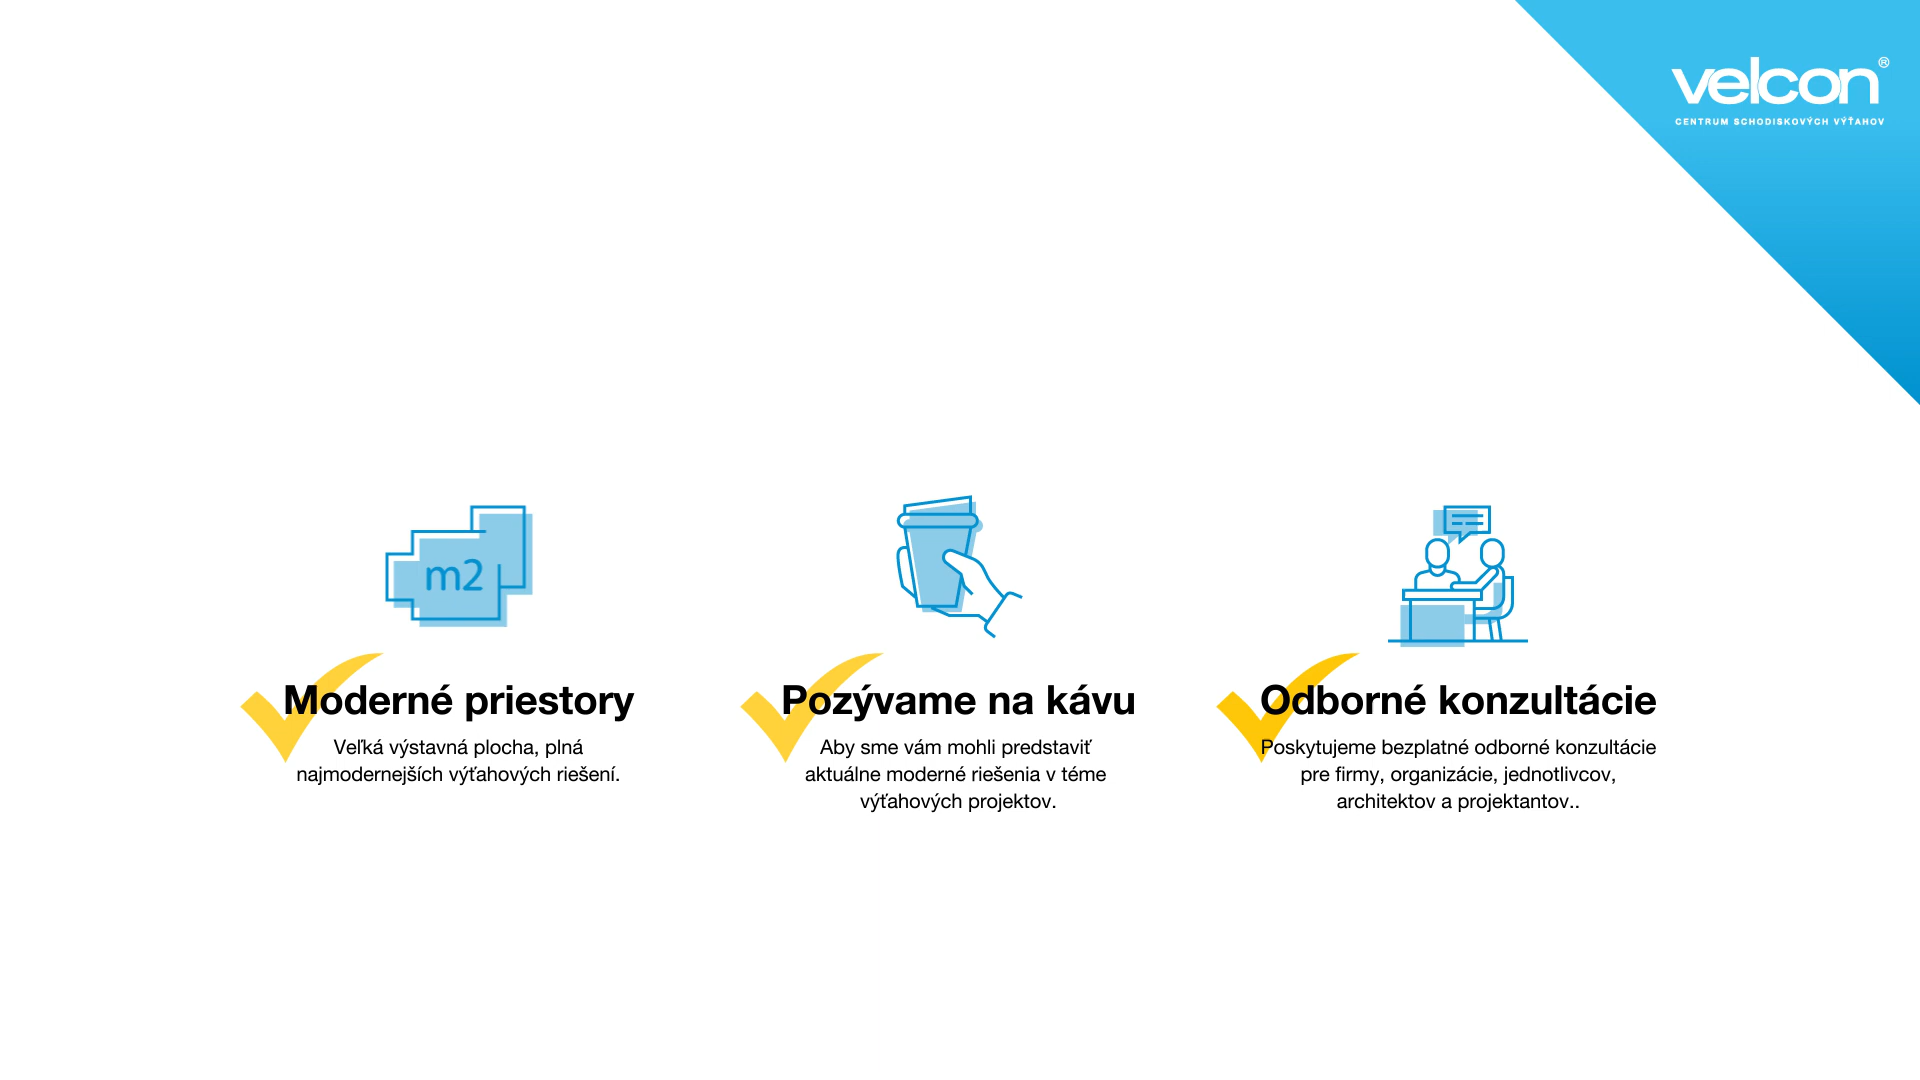 velcon®
CENTRUM SCHODISKOVÝCH VÝŤAHOV
m2
Moderné priestory
Veľká výstavná plocha, plná
najmodernejších výťahových riešení.
Pozývame na kávu
Aby sme vám mohli predstaviť
aktuálne moderné riešenia v téme
výťahových projektov.
Odborné konzultácie
Poskytujeme bezplatné odborné konzultácie
pre firmy, organizácie, jednotlivcov,
architektov a projektantov..